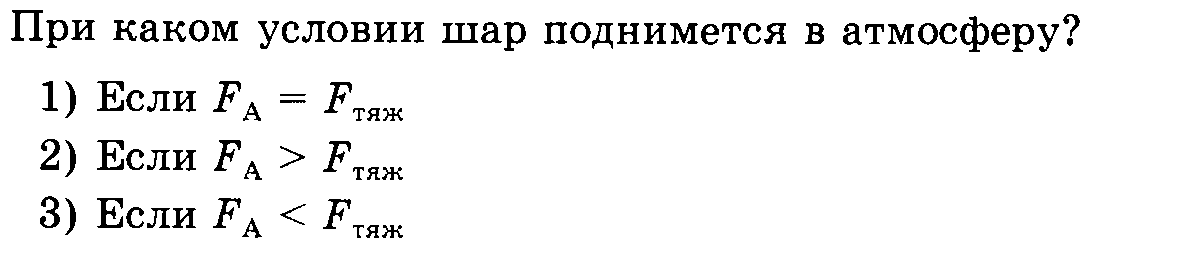 При каком условии шар поднимется в атмосферу?
1) Если F_А = F_тяж
2) Если F_А > F_тяж
3) Если F_А < F_тяж